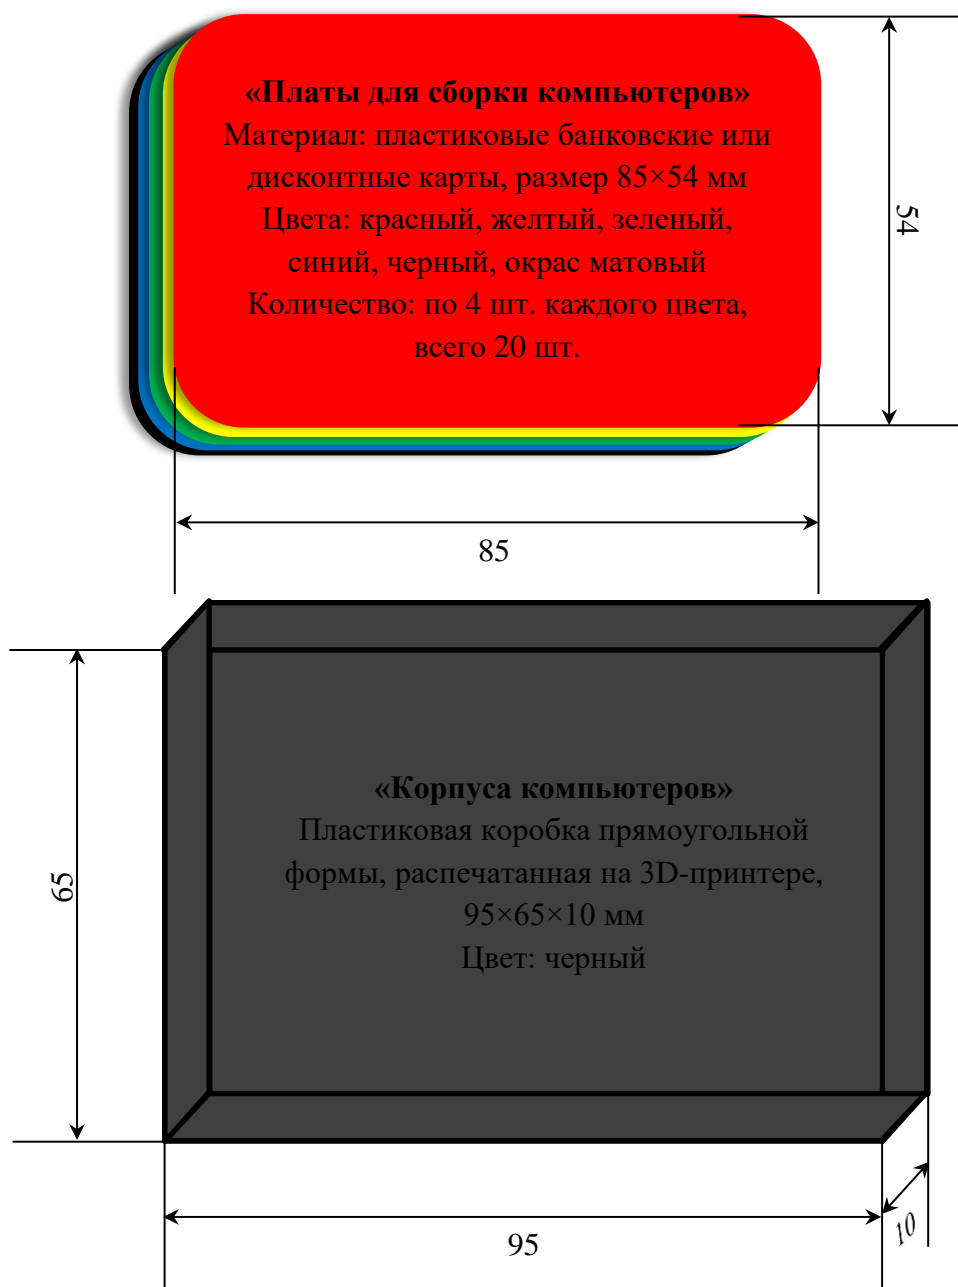 «Платы для сборки компьютеров»
Материал: пластиковые банковские или
дисконтные карты, размер 85×54 мм
Цвета: красный, желтый, зеленый,
синий, черный, окрас матовый
Количество: по 4 шт. каждого цвета,
всего 20 шт.
54
85
«Корпуса компьютеров»
Пластиковая коробка прямоугольной
формы, распечатанная на 3D-принтере,
95×65×10 мм
Цвет: черный
65
95
10